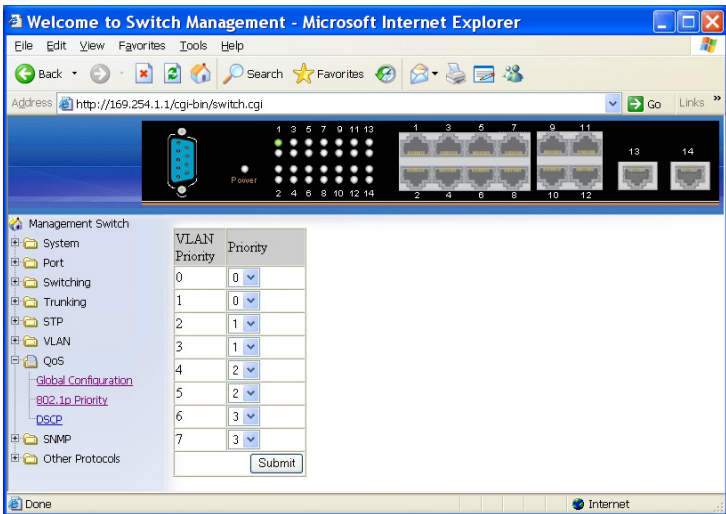 Welcome to Switch Management - Microsoft Internet Explorer
File Edit View Favorites Tools Help
Back Search Favorites
Address http://169.254.1.1/cgi-bin/switch.cgi Go Links »
1 3 5 7 9 11 13
Power
2 4 6 8 10 12 14
1 3 5 7 9 11
13 14
2 4 6 8 10 12
Management Switch
System
Port
Switching
Trunking
STP
VLAN
QoS
Global Configuration
802.1p Priority
DSCP
SNMP
Other Protocols
VLAN Priority Priority
0 0
1 0
2 1
3 1
4 2
5 2
6 3
7 3
Submit
Done Internet